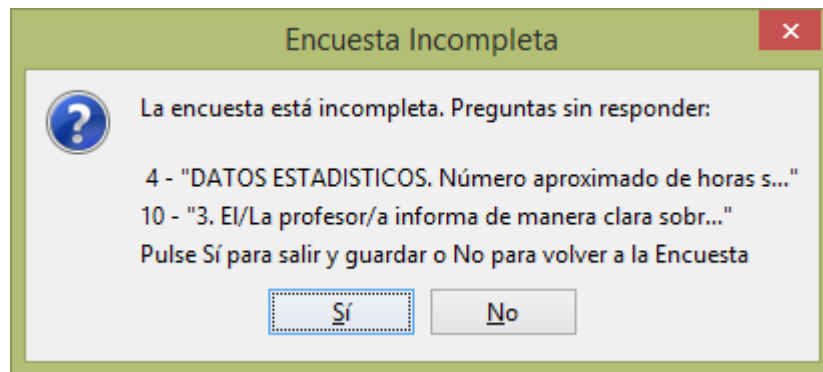 Encuesta Incompleta
La encuesta está incompleta. Preguntas sin responder:
4 - "DATOS ESTADISTICOS. Número aproximado de horas s..."
10 - "3. El/La profesor/a informa de manera clara sobr..."
Pulse Sí para salir y guardar o No para volver a la Encuesta
Sí
No